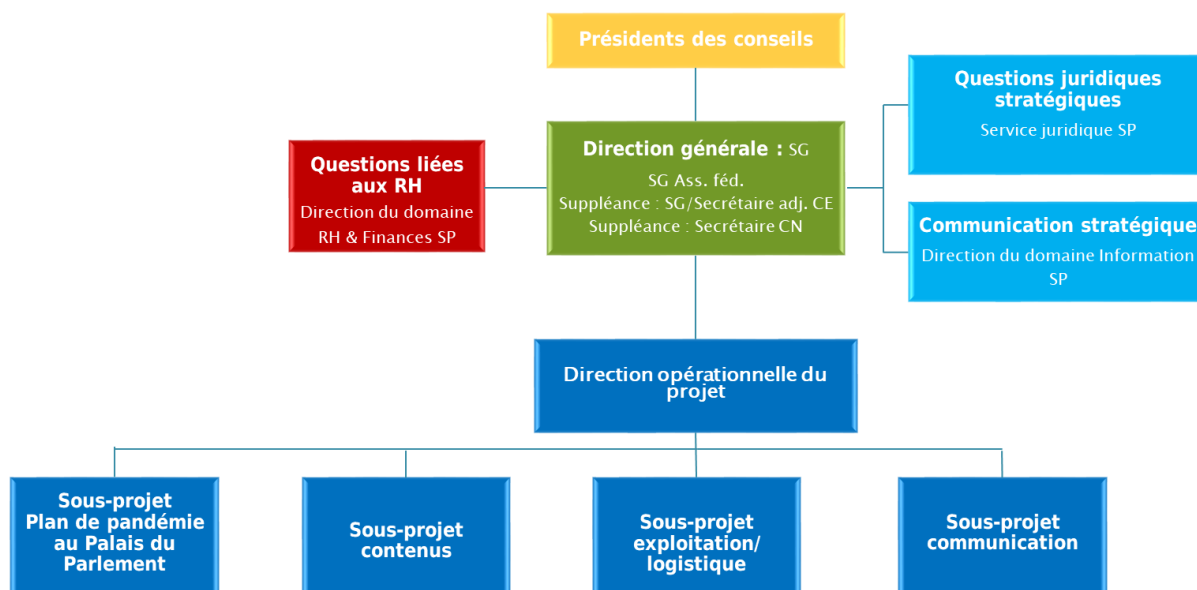 Présidents des conseils
Questions juridiques
stratégiques
Service juridique SP
Direction générale : SG
SG Ass. féd.
Suppléance : SG/Secrétaire adj. CE
Suppléance : Secrétaire CN
Questions liées
aux RH
Direction du domaine
RH & Finances SP
Communication stratégique
Direction du domaine Information
SP
Direction opérationnelle du
projet
Sous-projet
Plan de pandémie
au Palais du
Parlement
Sous-projet
contenus
Sous-projet
exploitation/
logistique
Sous-projet
communication